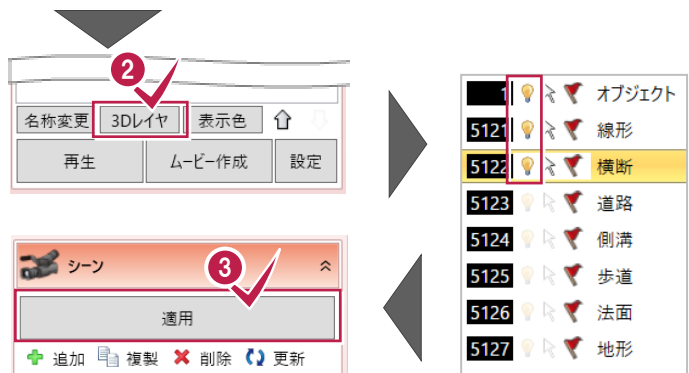 2
名称変更 3Dレイヤ 表示色
再生 ムービー作成 設定
1 オブジェクト
5121 線形
5122 横断
5123 道路
5124 側溝
5125 歩道
5126 法面
5127 地形
シーン 3
適用
追加 複製 削除 更新